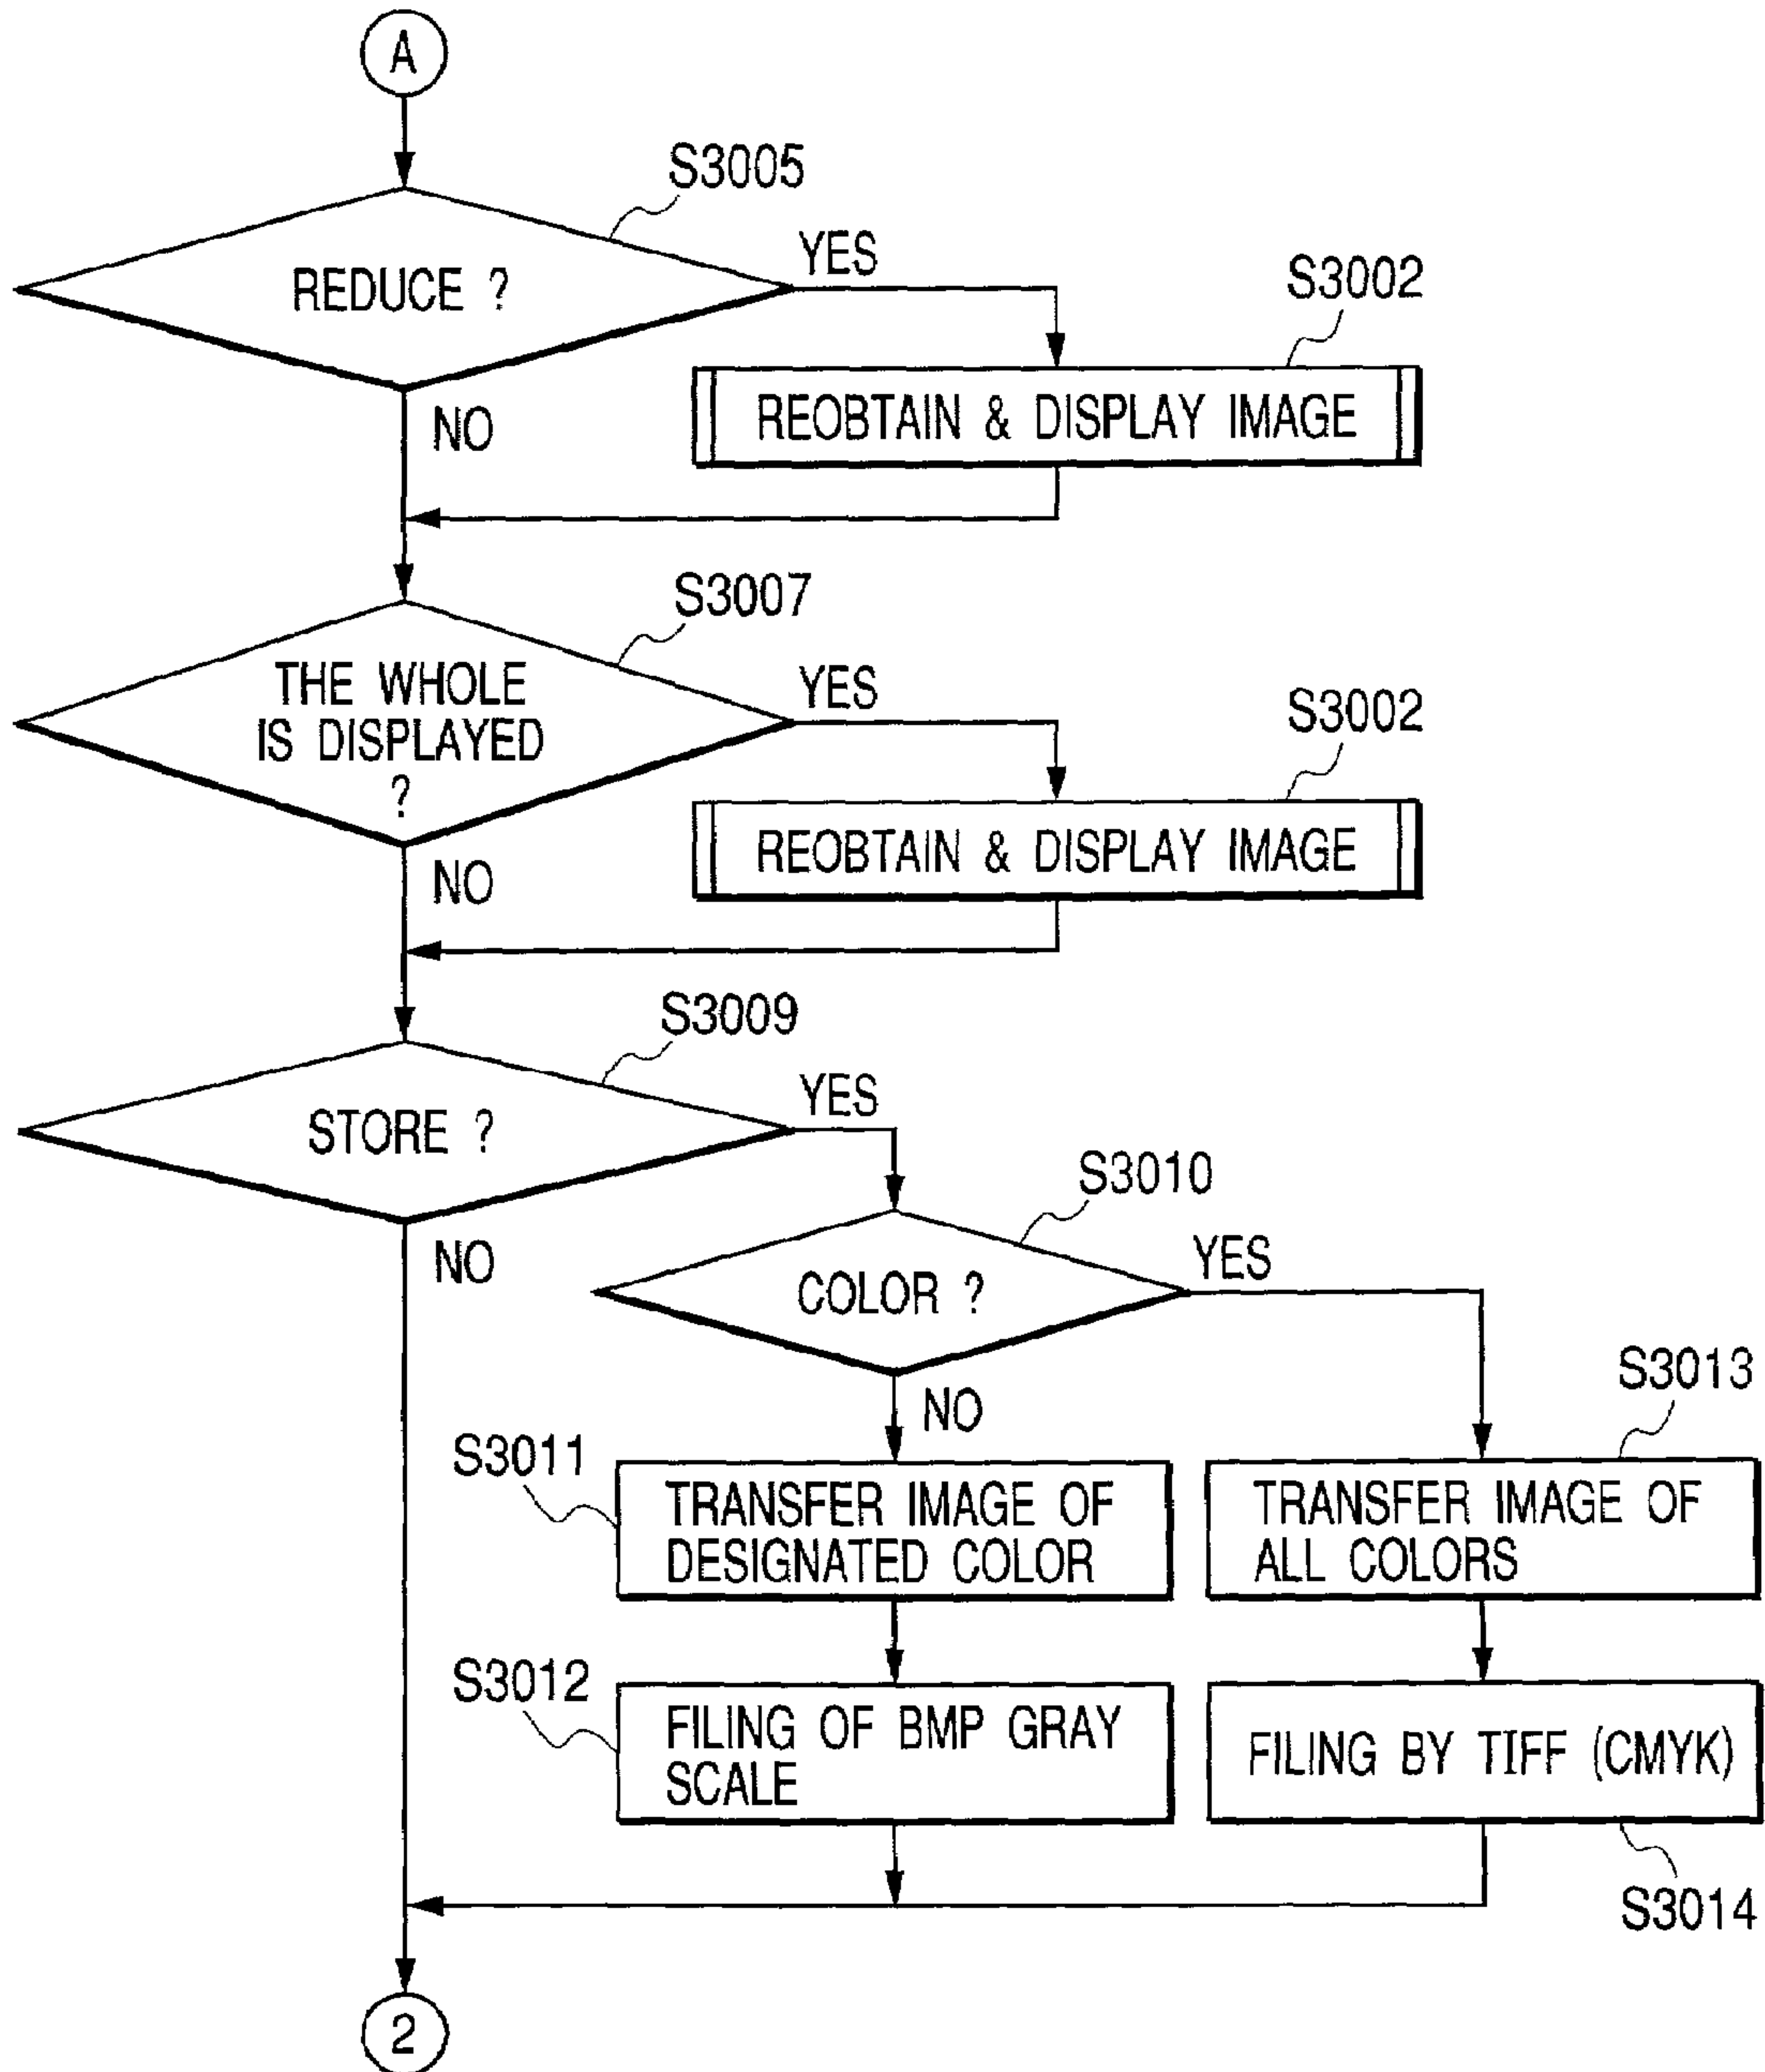 A
S3005
REDUCE ?
YES
S3002
REOBTAIN & DISPLAY IMAGE
NO
S3007
THE WHOLE
IS DISPLAYED
?
YES
S3002
REOBTAIN & DISPLAY IMAGE
NO
S3009
STORE ?
YES
NO
S3010
COLOR ?
YES
NO
S3011
TRANSFER IMAGE OF
DESIGNATED COLOR
S3013
TRANSFER IMAGE OF
ALL COLORS
S3012
FILING OF BMP GRAY
SCALE
FILING BY TIFF (CMYK)
S3014
2